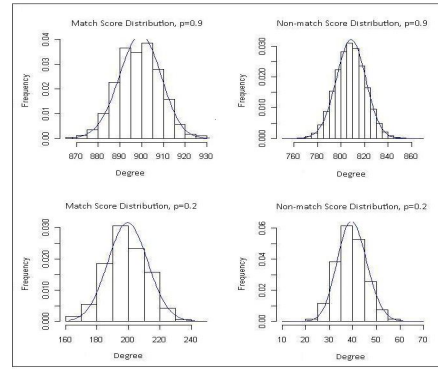 Match Score Distribution, p=0.9
Frequency
0.00 0.01 0.02 0.03 0.04
870 880 890 900 910 920 930
Degree
Non-match Score Distribution, p=0.9
Frequency
0.000 0.010 0.020 0.030
760 780 800 820 840 860
Degree
Match Score Distribution, p=0.2
Frequency
0.000 0.010 0.020 0.030
160 180 200 220 240
Degree
Non-match Score Distribution, p=0.2
Frequency
0.00 0.02 0.04 0.06
10 20 30 40 50 60 70
Degree